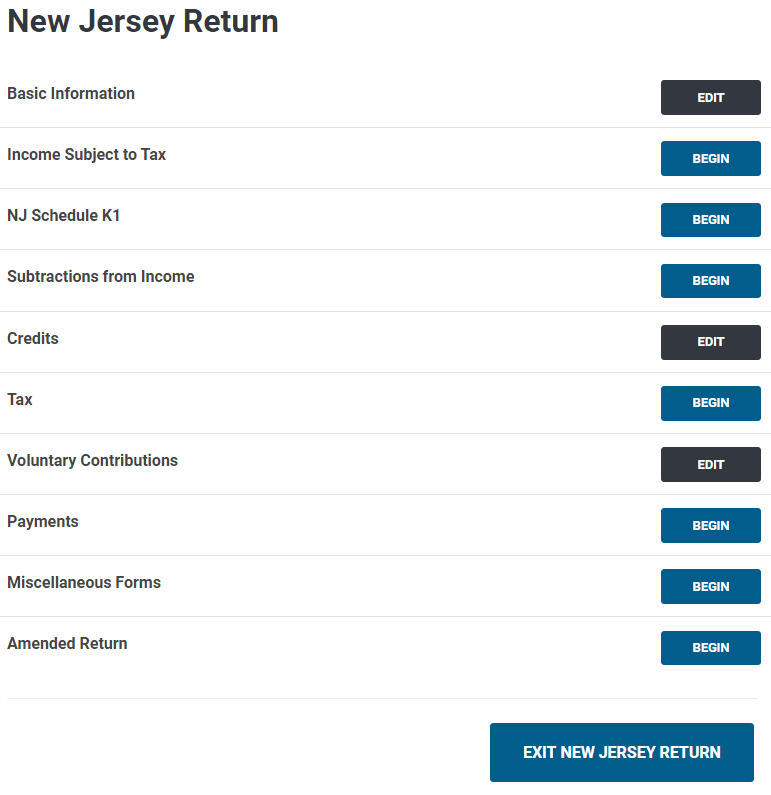 New Jersey Return
Basic Information EDIT
Income Subject to Tax BEGIN
NJ Schedule K1 BEGIN
Subtractions from Income BEGIN
Credits EDIT
Tax BEGIN
Voluntary Contributions EDIT
Payments BEGIN
Miscellaneous Forms BEGIN
Amended Return BEGIN
EXIT NEW JERSEY RETURN